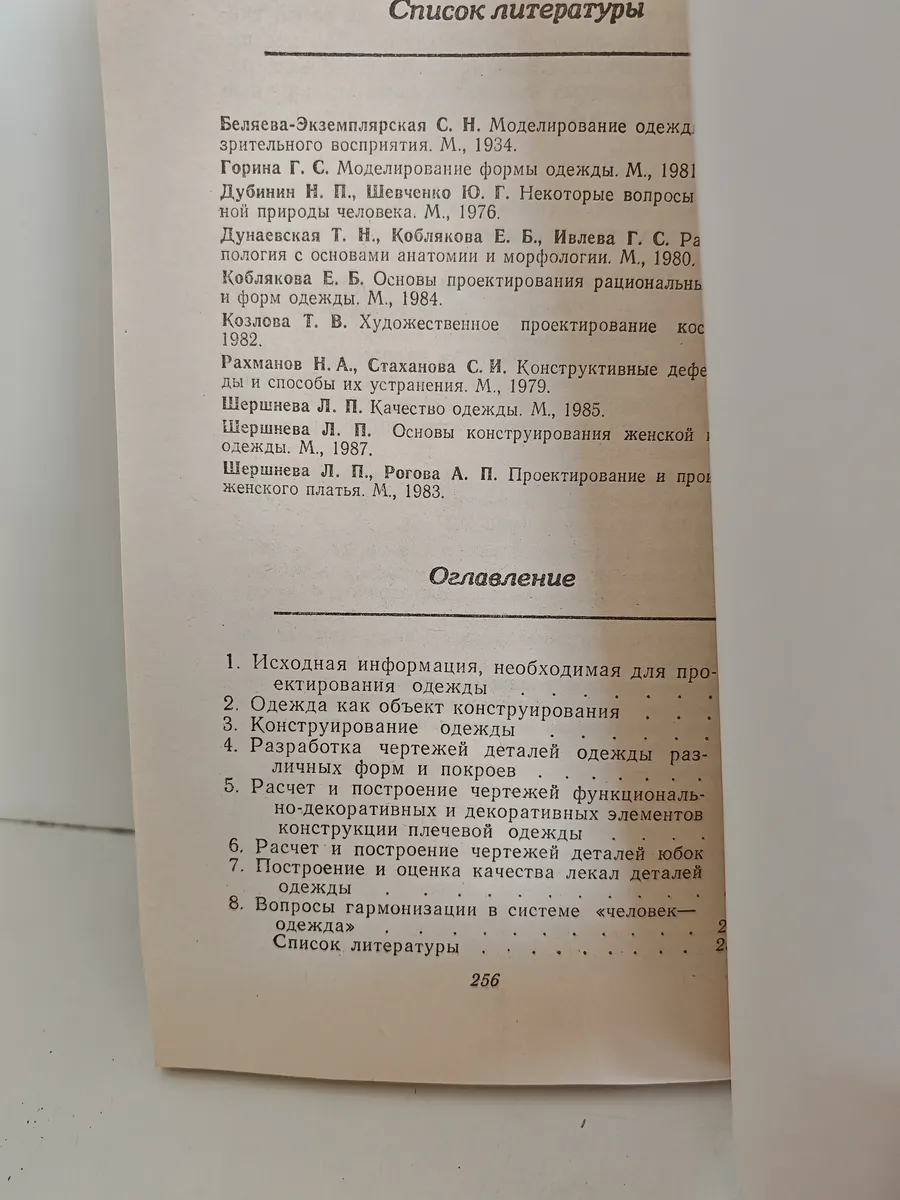 Список литературы
Беляева-Экземплярская С. Н. Моделирование
зрительного восприятия. М., 1934.
Горина Г. С. Моделирование формы одежды. М., 1981
Дубинин Н. П., Шевченко Ю. Г. Некоторые вопросы
ной природы человека. М., 1976.
Дунаевская Т. Н., Коблякова Е. Б., Ивлева Г. С.
пология с основами анатомии и морфологии. М., 1980.
Коблякова Е. Б. Основы проектирования
и форм одежды. М., 1984.
Козлова Т. В. Художественное проектирование
1982.
Рахманов Н. А., Стаханова С. И. Конструктивные
ды и способы их устранения. М., 1979.
Шершнева Л. П. Качество одежды. М., 1985.
Шершнева Л. П. Основы конструирования женской
одежды. М., 1987.
Шершнева Л. П., Рогова А. П. Проектирование и
женского платья. М., 1983.
Оглавление
1. Исходная информация, необходимая для про-
ектирования одежды . . . . . .
2. Одежда как объект конструирования . . .
3. Конструирование одежды . . . . . .
4. Разработка чертежей деталей одежды раз-
личных форм и покроев . . . . . .
5. Расчет и построение чертежей функциональ-
но-декоративных и декоративных элементов
конструкции плечевой одежды . . . .
6. Расчет и построение чертежей деталей юбок
7. Построение и оценка качества лекал деталей
одежды . . . . . . . . . .
8. Вопросы гармонизации в системе «человек—
одежда» . . . . . . . . . .
Список литературы . . . . . . . .
256